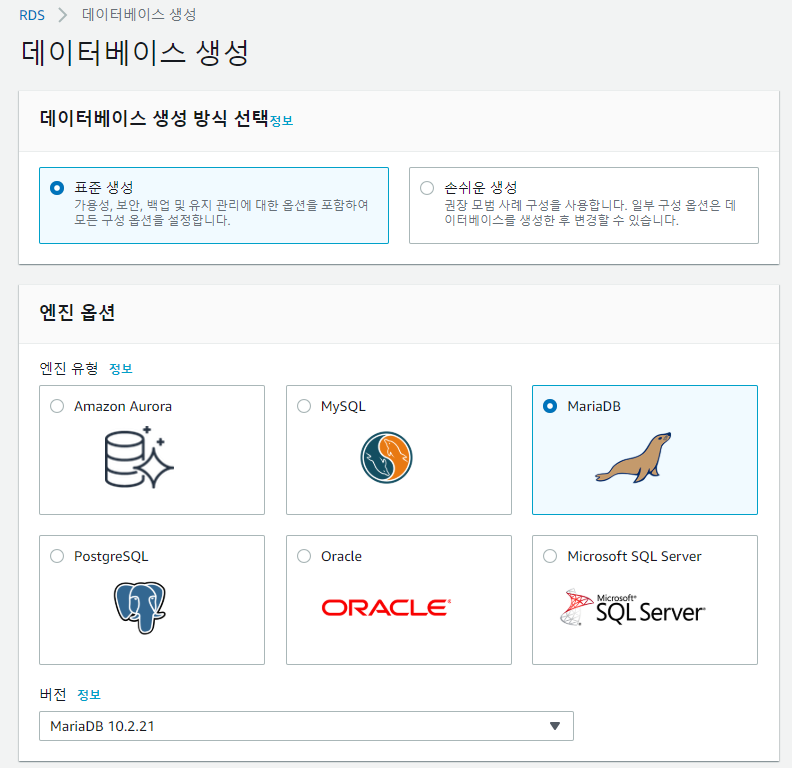 RDS > 데이터베이스 생성
데이터베이스 생성
데이터베이스 생성 방식 선택정보
표준 생성
가용성, 보안, 백업 및 유지 관리에 대한 옵션을 포함하여
모든 구성 옵션을 설정합니다.
손쉬운 생성
권장 모범 사례 구성을 사용합니다. 일부 구성 옵션은 데
이터베이스를 생성한 후 변경할 수 있습니다.
엔진 옵션
엔진 유형 정보
Amazon Aurora
MySQL
MariaDB
PostgreSQL
Oracle
ORACLE®
Microsoft SQL Server
Microsoft®
SQL Server®
버전 정보
MariaDB 10.2.21